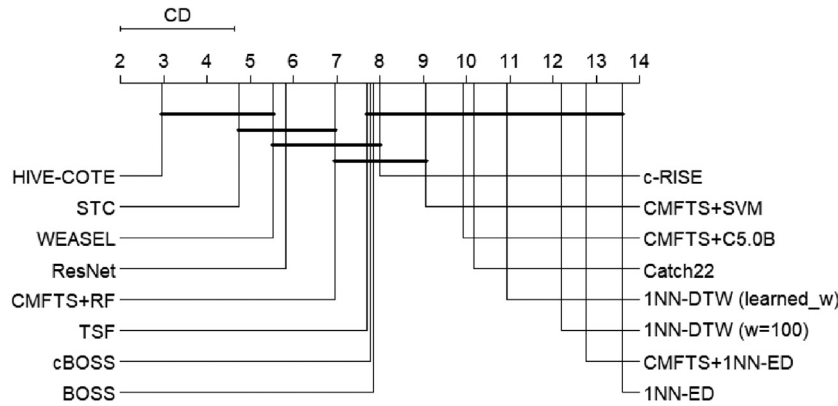 CD
2 3 4 5 6 7 8 9 10 11 12 13 14
HIVE-COTE c-RISE
STC CMFTS+SVM
WEASEL CMFTS+C5.0B
ResNet Catch22
CMFTS+RF 1NN-DTW (learned_w)
TSF 1NN-DTW (w=100)
cBOSS CMFTS+1NN-ED
BOSS 1NN-ED